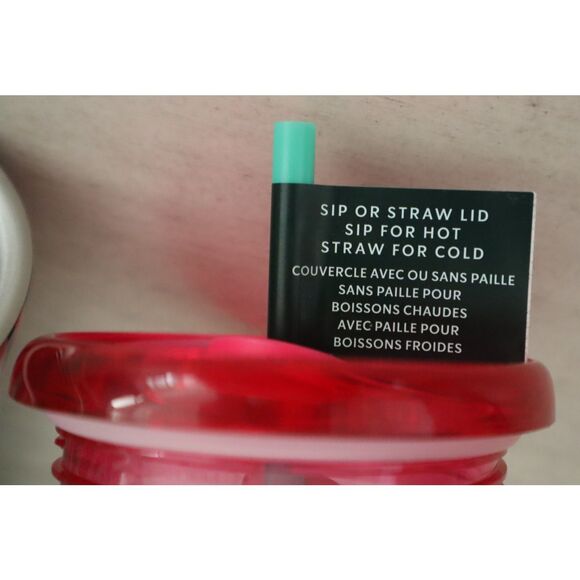 SIP OR STRAW LID
SIP FOR HOT
STRAW FOR COLD
COUVERCLE AVEC OU SANS PAILLE
SANS PAILLE POUR
BOISSONS CHAUDES
AVEC PAILLE POUR
BOISSONS FROIDES